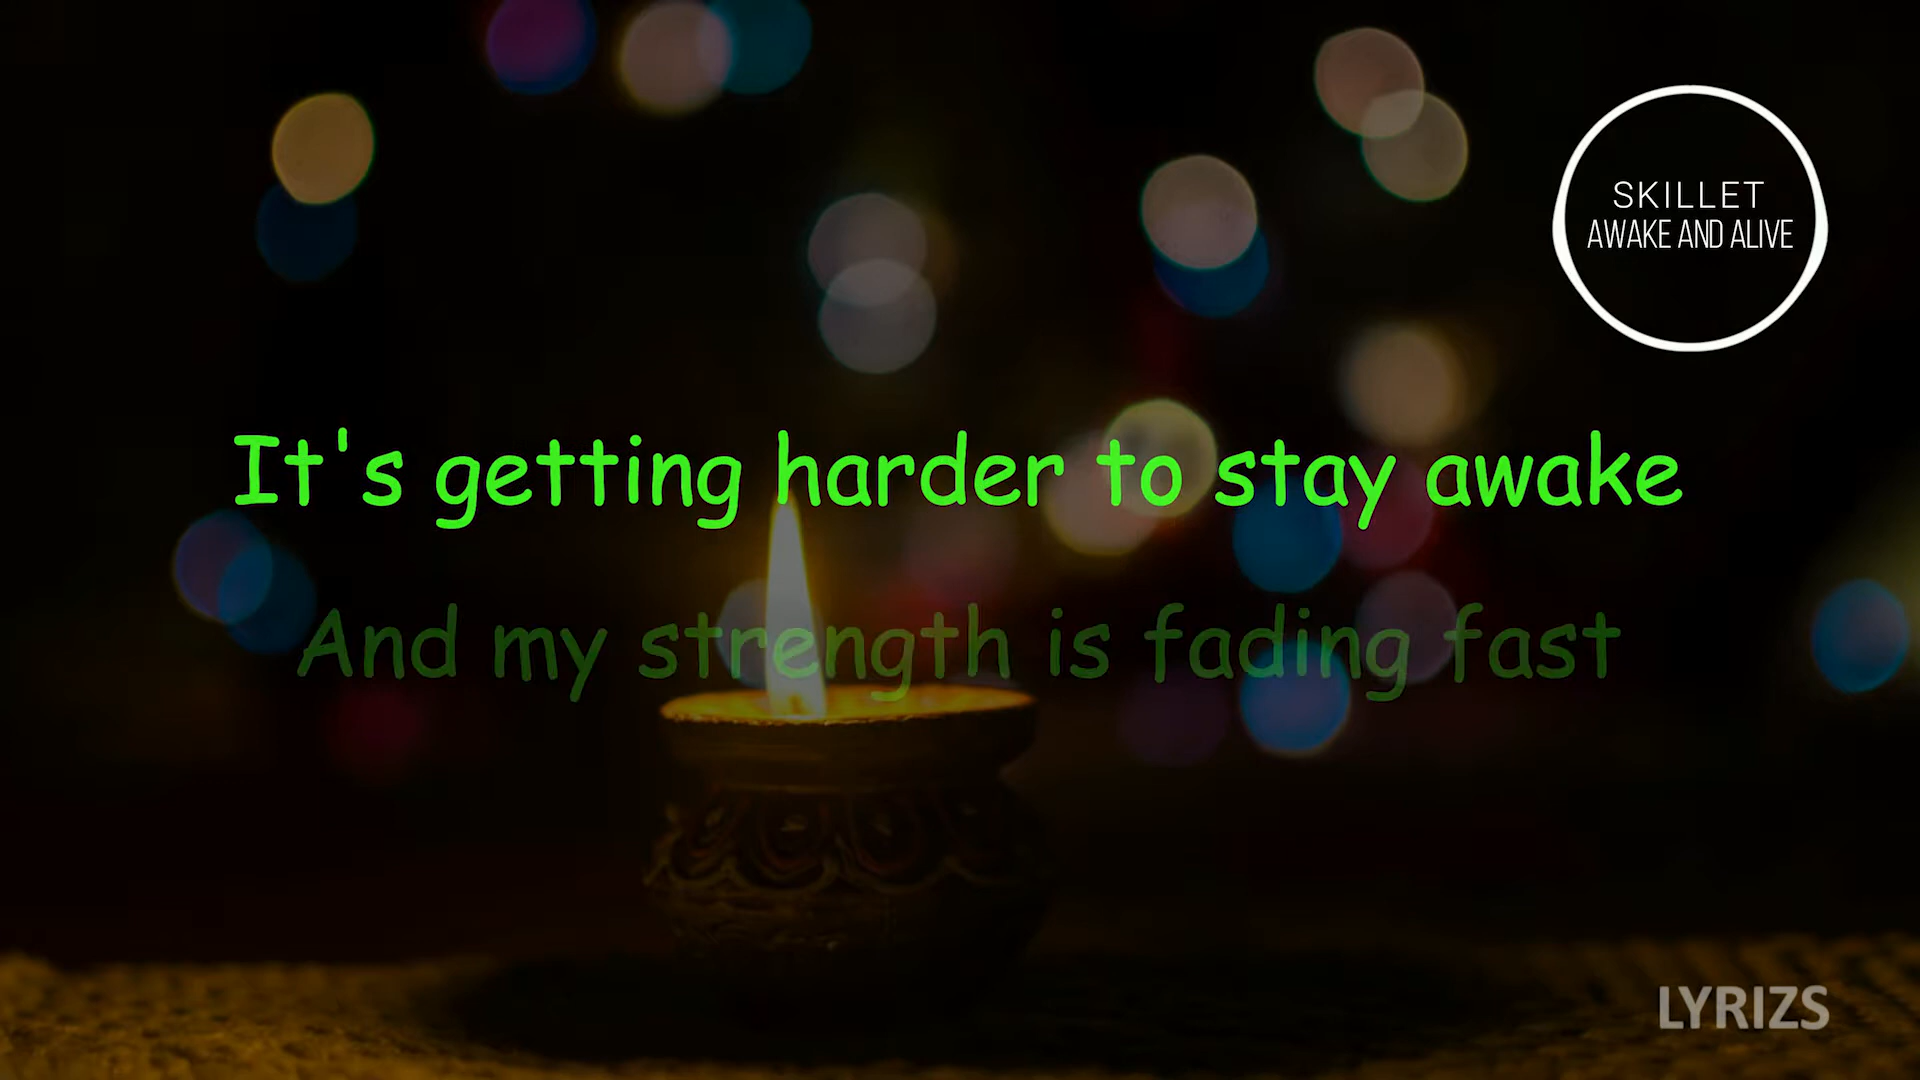 SKILLET
AWAKE AND ALIVE
It's getting harder to stay awake
And my strength is fading fast
LYRIZS